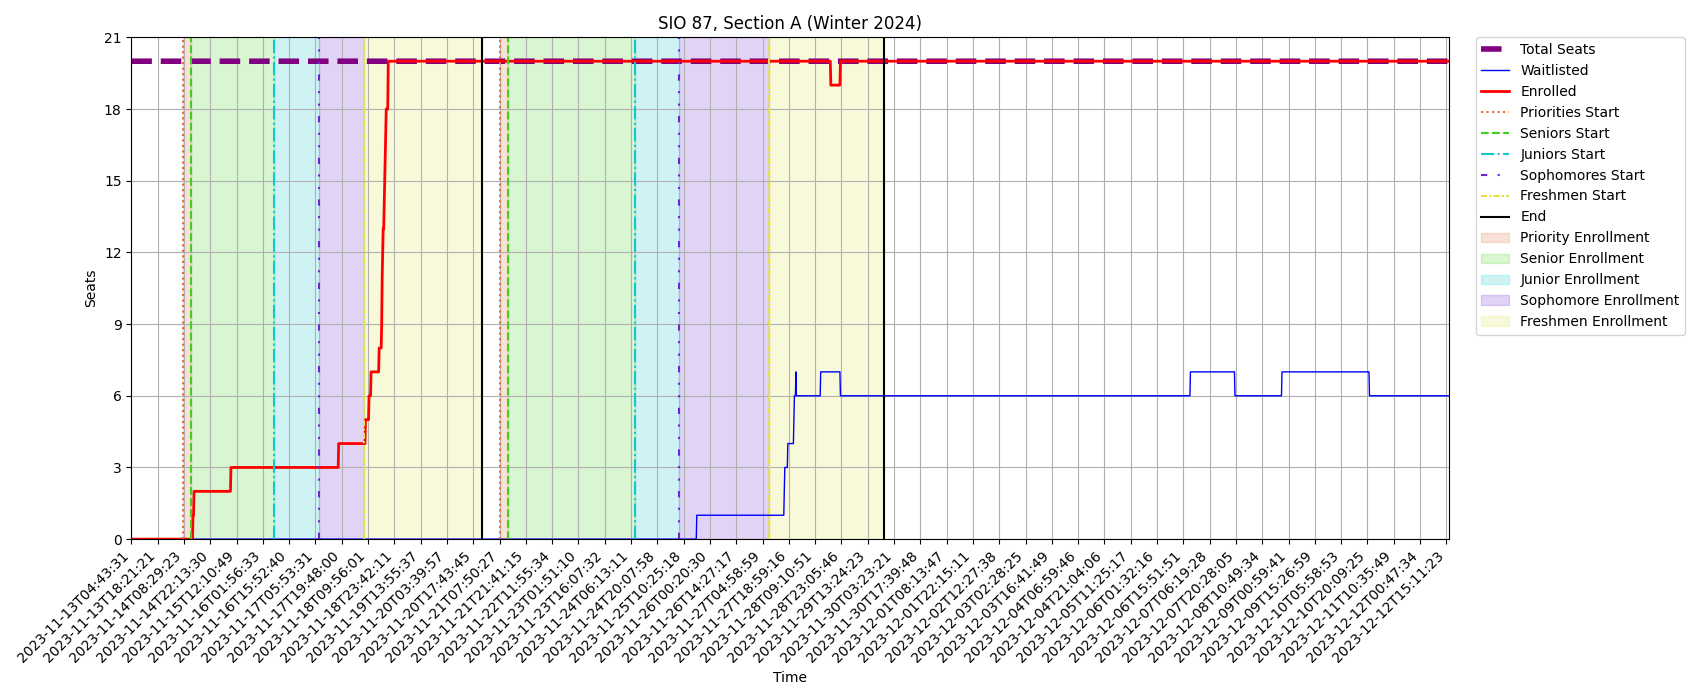 SIO 87, Section A (Winter 2024)
21
18
15
12
9
6
3
0
Seats
2023-11-13T04:43:31
2023-11-13T18:21:21
2023-11-14T08:29:23
2023-11-14T22:13:30
2023-11-15T12:10:49
2023-11-16T01:56:33
2023-11-16T15:52:40
2023-11-17T05:53:31
2023-11-17T19:48:00
2023-11-18T09:56:01
2023-11-18T23:42:11
2023-11-19T13:55:37
2023-11-20T03:39:57
2023-11-20T17:43:45
2023-11-21T07:50:27
2023-11-21T21:41:15
2023-11-22T11:55:34
2023-11-23T01:51:10
2023-11-23T16:07:32
2023-11-24T06:13:11
2023-11-24T20:07:58
2023-11-25T10:25:18
2023-11-26T00:20:30
2023-11-26T14:27:17
2023-11-27T04:58:59
2023-11-27T18:59:16
2023-11-28T09:10:51
2023-11-28T23:05:46
2023-11-29T13:24:23
2023-11-30T03:23:21
2023-11-30T17:39:48
2023-12-01T08:13:47
2023-12-01T22:15:11
2023-12-02T12:27:38
2023-12-03T02:28:25
2023-12-03T16:41:49
2023-12-04T06:59:46
2023-12-04T21:04:06
2023-12-05T11:25:17
2023-12-06T01:32:16
2023-12-06T15:51:51
2023-12-07T06:19:28
2023-12-07T20:28:05
2023-12-08T10:49:34
2023-12-09T00:59:41
2023-12-09T15:26:59
2023-12-10T05:58:53
2023-12-10T20:09:25
2023-12-11T10:35:49
2023-12-12T00:47:34
2023-12-12T15:11:23
Time
Total Seats
Waitlisted
Enrolled
Priorities Start
Seniors Start
Juniors Start
Sophomores Start
Freshmen Start
End
Priority Enrollment
Senior Enrollment
Junior Enrollment
Sophomore Enrollment
Freshmen Enrollment